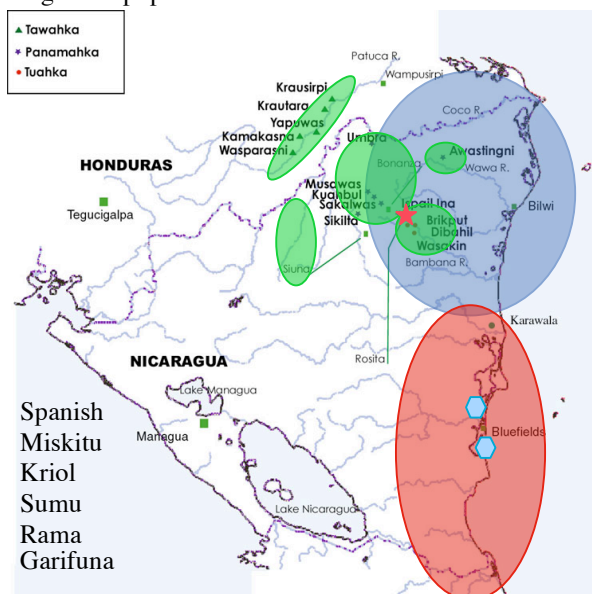 Tawahka
Panamahka
Tuahka
Patuca R.
Wampusirpi
Krausirpi
Krautara
Yapuwas
Kamakasna
Wasparasni
Coco R.
Umbra
Bonanza
Awastingni
Wawa R.
HONDURAS
Tegucigalpa
Musawas
Kuahbul
Sakalwas
Sikilta
Ispail Ina
Brikput
Dibahil
Wasakin
Bilwi
Siuna
Bambana R.
Karawala
Rosita
NICARAGUA
Lake Managua
Managua
Bluefields
Lake Nicaragua
Spanish
Miskitu
Kriol
Sumu
Rama
Garifuna